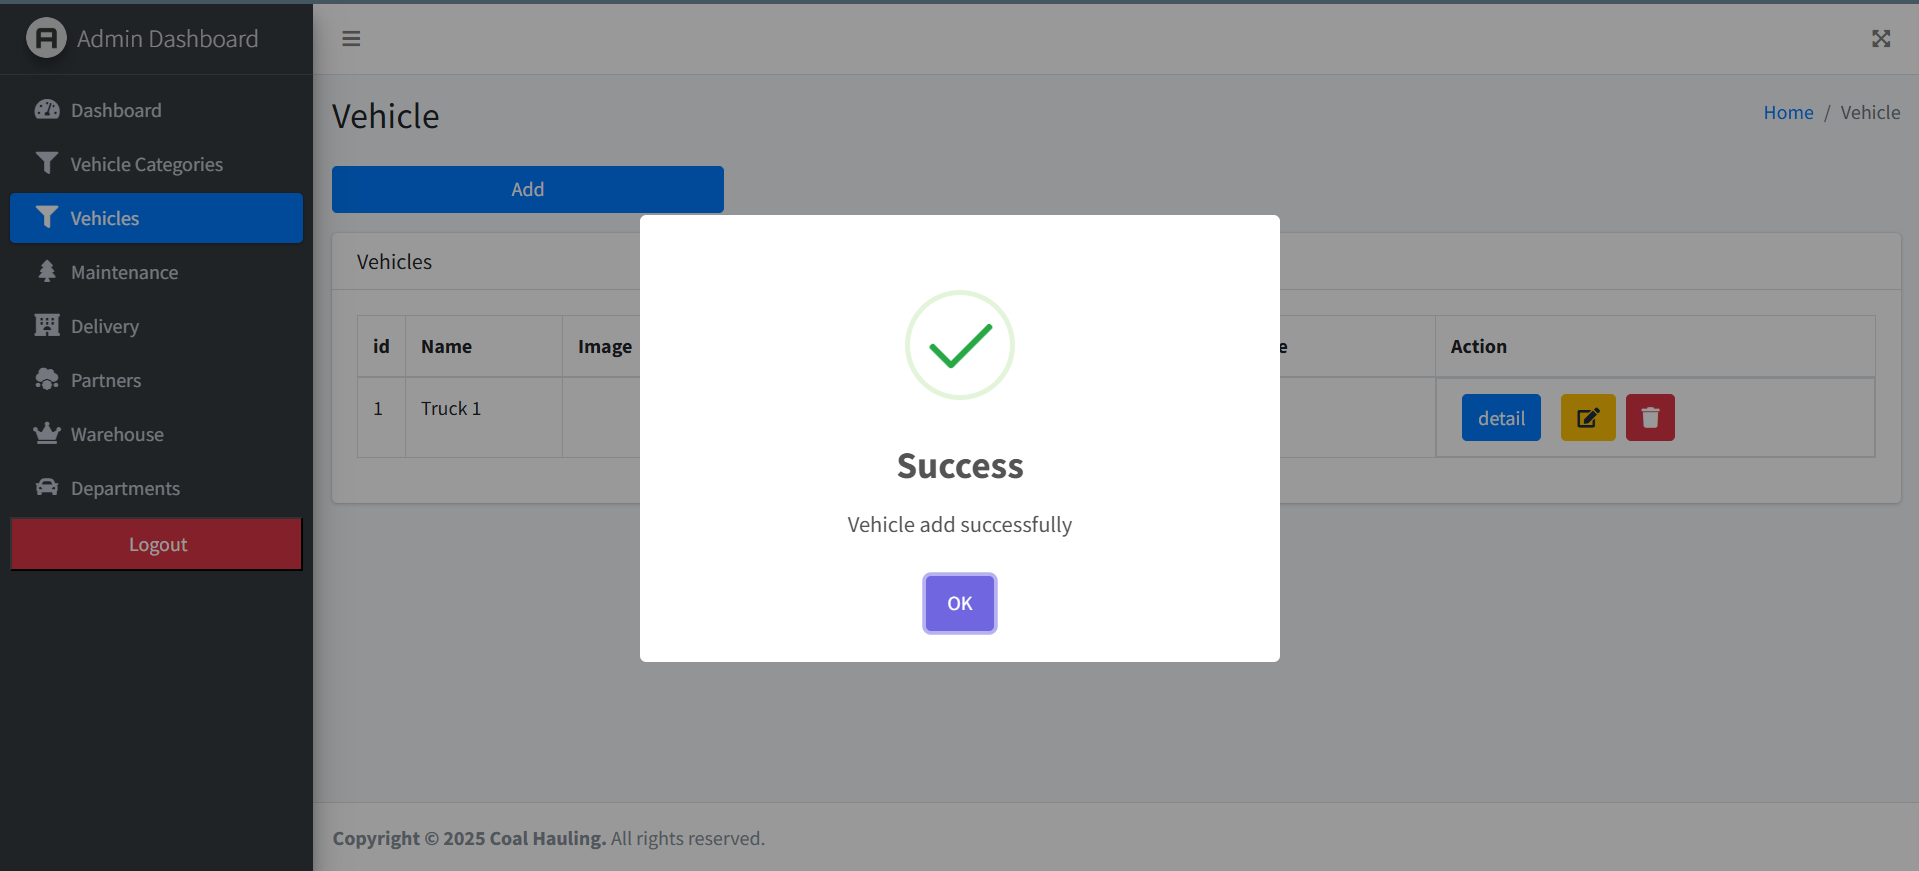 Admin Dashboard
Dashboard
Vehicle Categories
Vehicles
Maintenance
Delivery
Partners
Warehouse
Departments
Logout
Vehicle
Home / Vehicle
Add
Vehicles
id Name Image Action
1 Truck 1 detail
Success
Vehicle add successfully
OK
Copyright © 2025 Coal Hauling. All rights reserved.